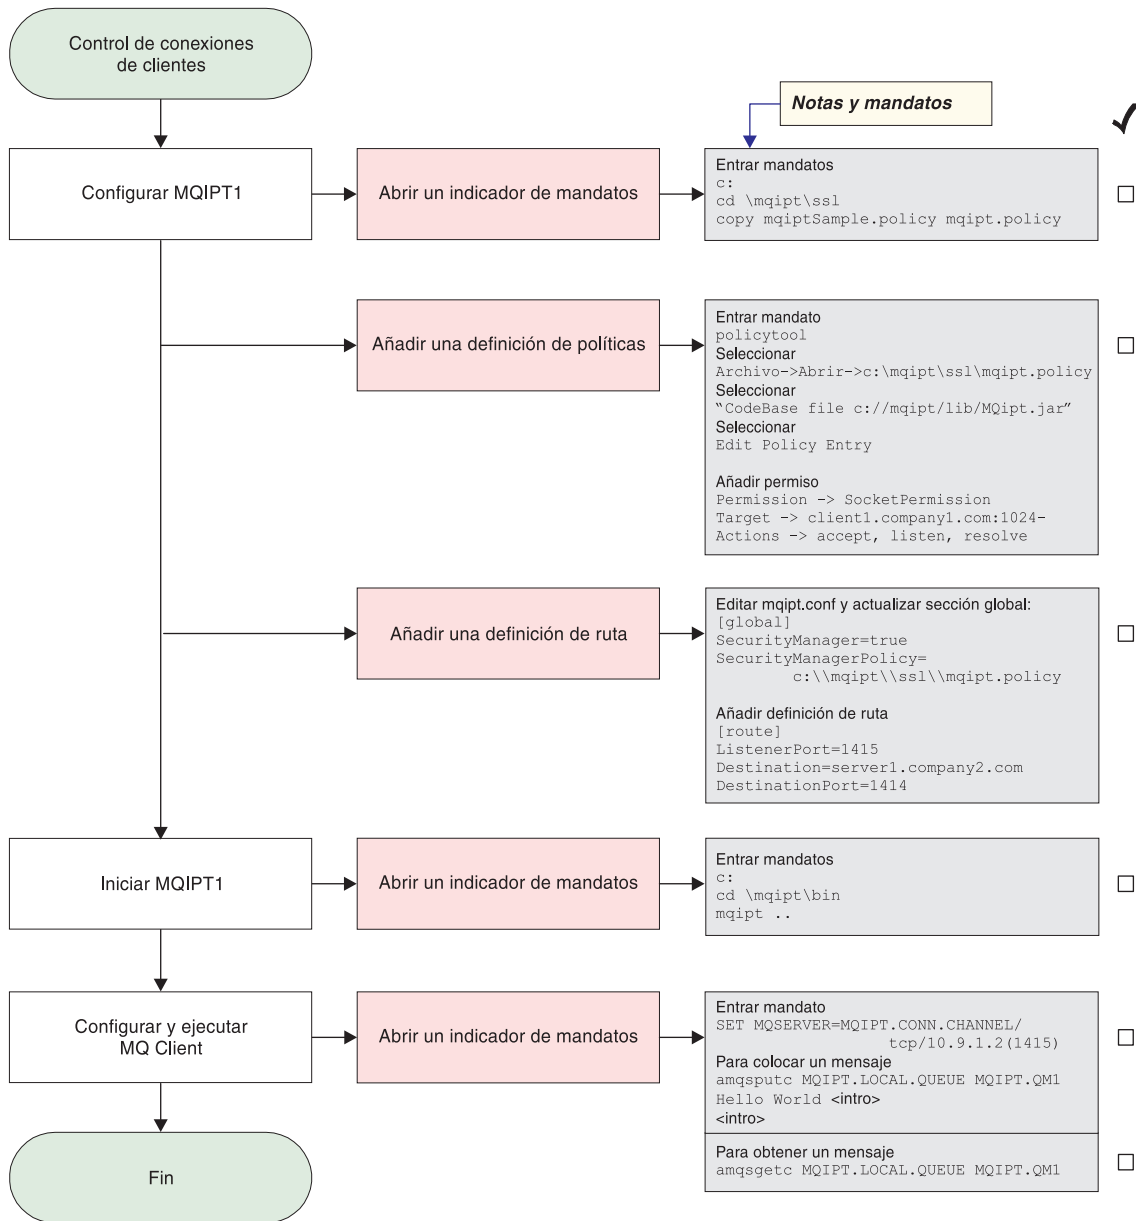 Control de conexiones
de clientes
Notas y mandatos
Configurar MQIPT1
Abrir un indicador de mandatos
Entrar mandatos
c:
cd \mqipt\ssl
copy mqiptSample.policy mqipt.policy
Añadir una definición de políticas
Entrar mandato
policytool
Seleccionar
Archivo->Abrir->c:\mqipt\ssl\mqipt.policy
Seleccionar
“CodeBase file c://mqipt/lib/MQipt.jar”
Seleccionar
Edit Policy Entry
Añadir permiso
Permission -> SocketPermission
Target -> client1.company1.com:1024-
Actions -> accept, listen, resolve
Añadir una definición de ruta
Editar mqipt.conf y actualizar sección global:
[global]
SecurityManager=true
SecurityManagerPolicy=
c:\\mqipt\\ssl\\mqipt.policy
Añadir definición de ruta
[route]
ListenerPort=1415
Destination=server1.company2.com
DestinationPort=1414
Iniciar MQIPT1
Abrir un indicador de mandatos
Entrar mandatos
c:
cd \mqipt\bin
mqipt ..
Configurar y ejecutar
MQ Client
Abrir un indicador de mandatos
Entrar mandato
SET MQSERVER=MQIPT.CONN.CHANNEL/
tcp/10.9.1.2(1415)
Para colocar un mensaje
amqsputc MQIPT.LOCAL.QUEUE MQIPT.QM1
Hello World <intro>
<intro>
Para obtener un mensaje
amqsgetc MQIPT.LOCAL.QUEUE MQIPT.QM1
Fin